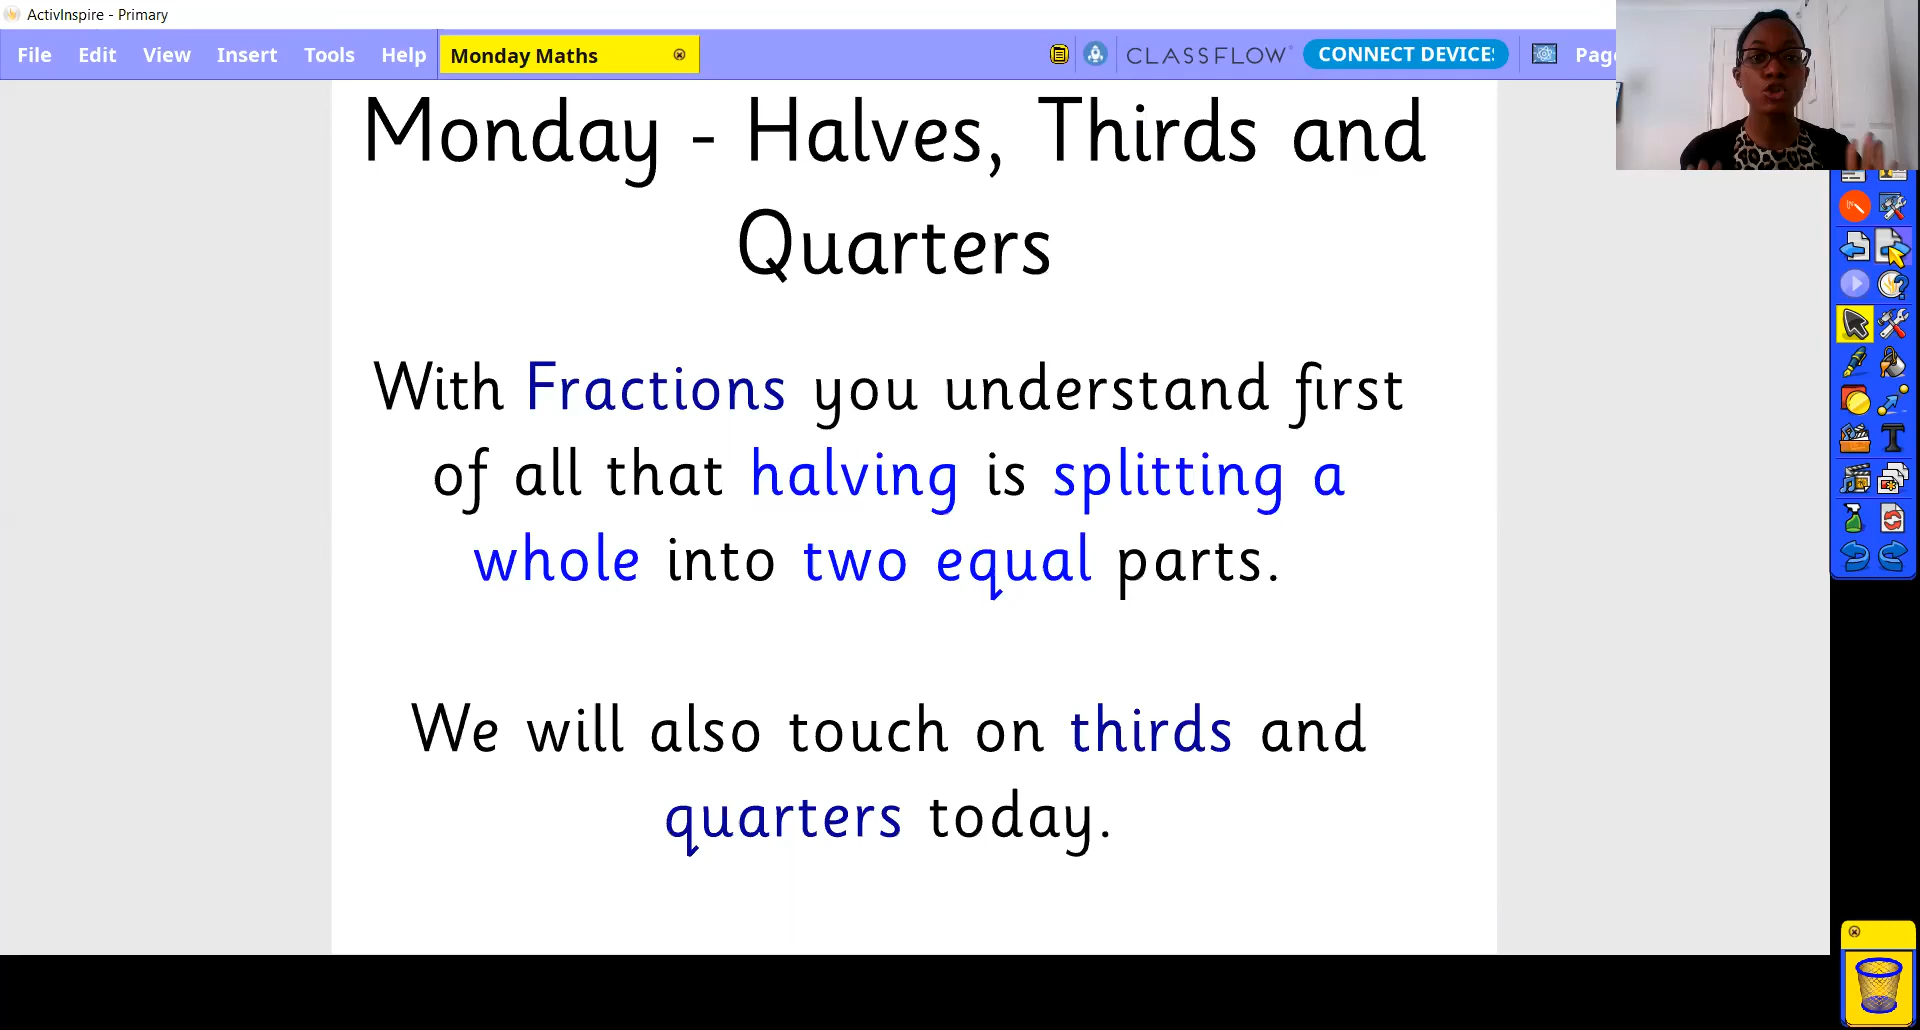 ActivInspire - Primary
File Edit View Insert Tools Help Monday Maths CLASSFLOW CONNECT DEVICE
Monday - Halves, Thirds and
Quarters
With Fractions you understand first
of all that halving is splitting a
whole into two equal parts.
We will also touch on thirds and
quarters today.